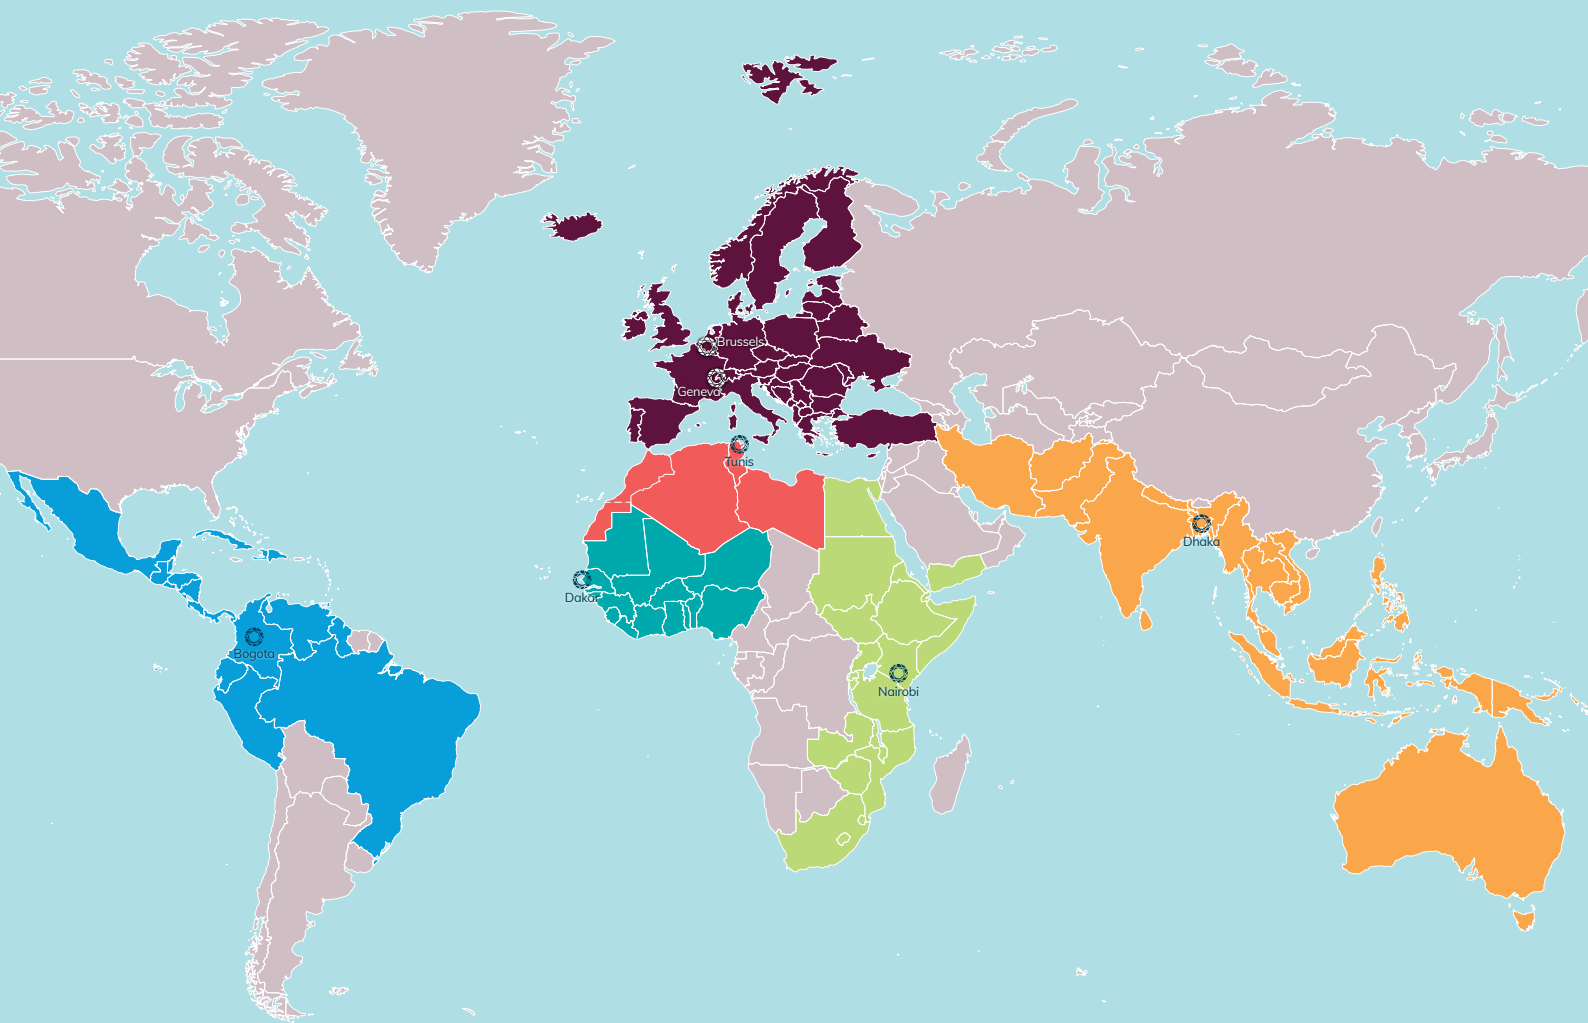 Brussels
Geneva
Tunis
Dhaka
Dakar
Bogota
Nairobi